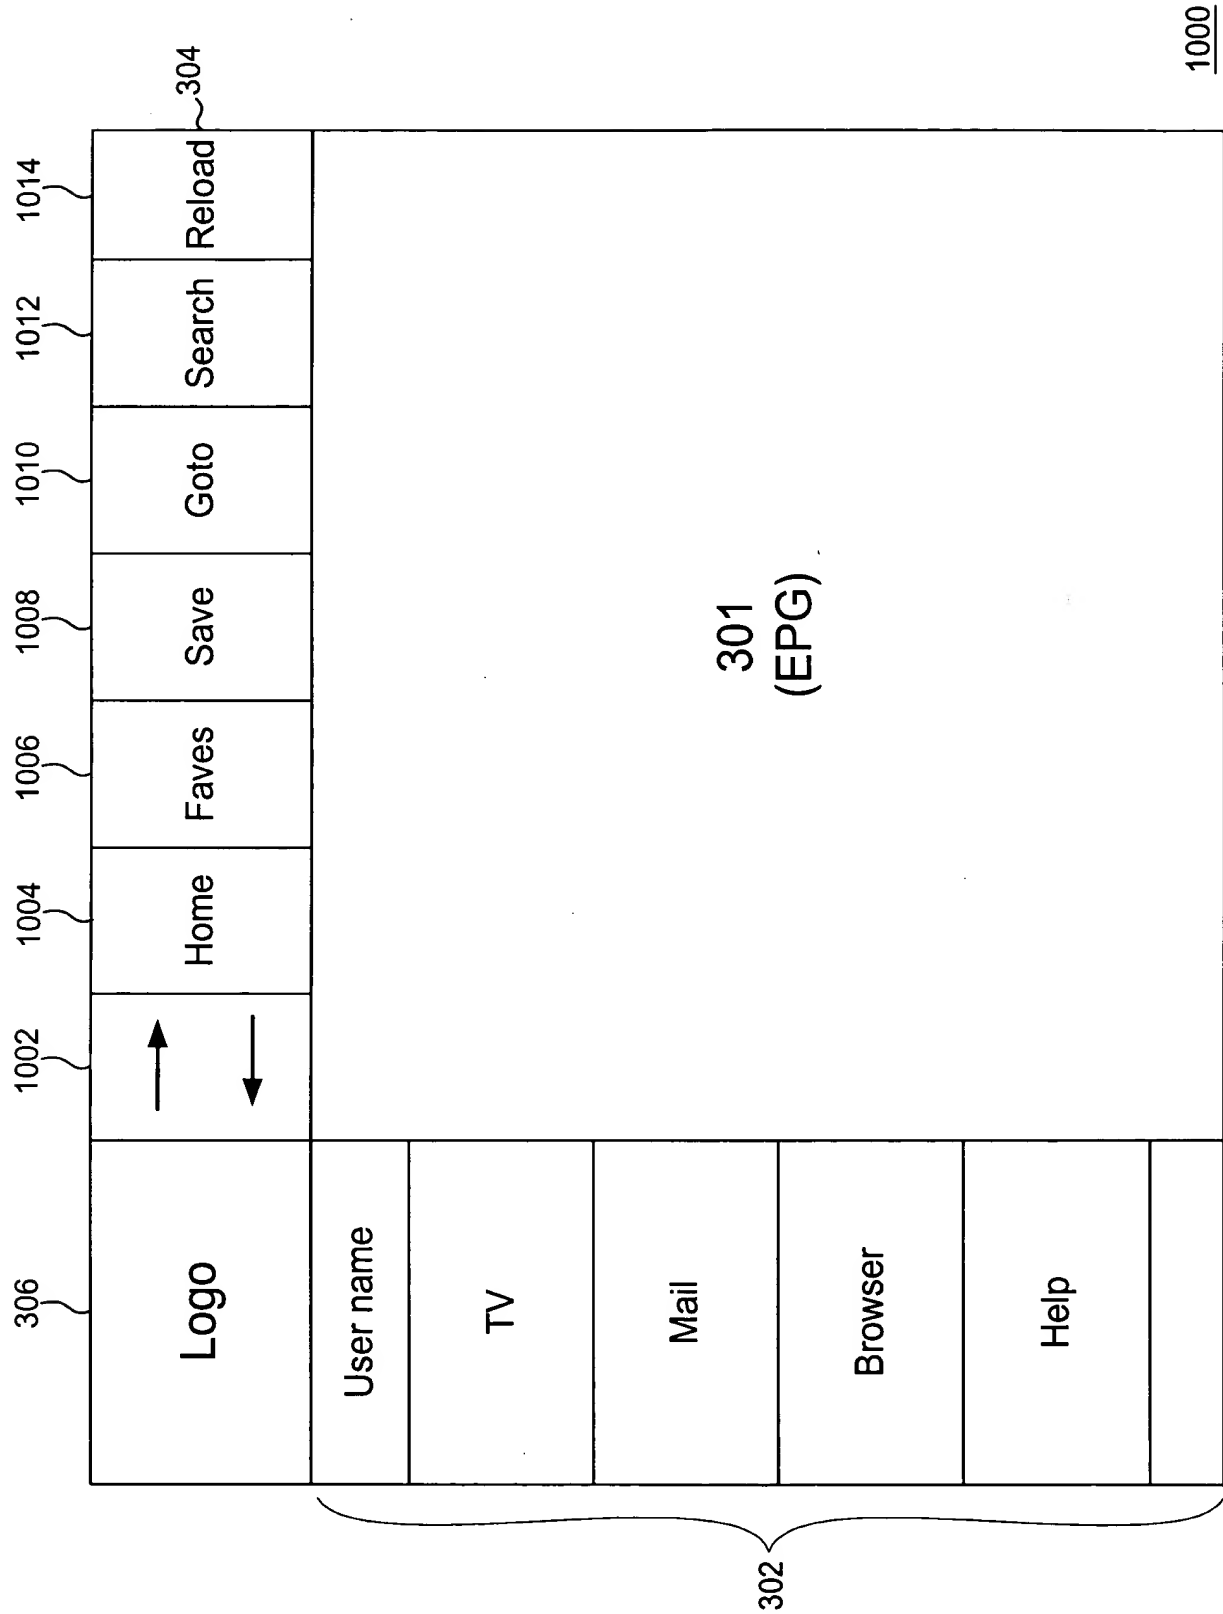 306
1002
1004
1006
1008
1010
1012
1014
304
Logo
Home
Faves
Save
Goto
Search
Reload
User name
TV
Mail
Browser
Help
302
301
(EPG)
1000